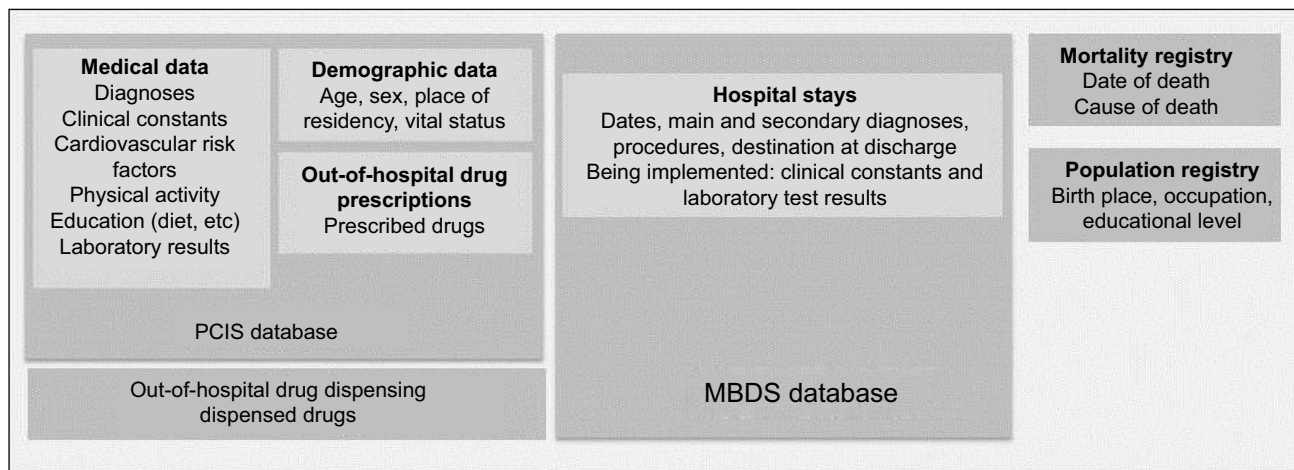 Medical data
Diagnoses
Clinical constants
Cardiovascular risk
factors
Physical activity
Education (diet, etc)
Laboratory results
Demographic data
Age, sex, place of
residency, vital status
Out-of-hospital drug
prescriptions
Prescribed drugs
PCIS database
Out-of-hospital drug dispensing
dispensed drugs
Hospital stays
Dates, main and secondary diagnoses,
procedures, destination at discharge
Being implemented: clinical constants and
laboratory test results
MBDS database
Mortality registry
Date of death
Cause of death
Population registry
Birth place, occupation,
educational level